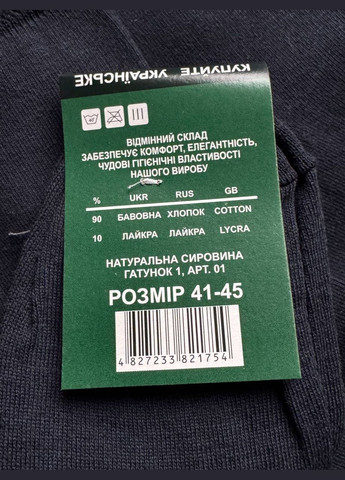 КУПУЙТЕ УКРАЇНСЬКЕ
40
ВІДМІННИЙ СКЛАД
ЗАБЕЗПЕЧУЄ КОМФОРТ, ЕЛЕГАНТНІСТЬ,
ЧУДОВІ ГІГІЄНІЧНІ ВЛАСТИВОСТІ
НАШОГО ВИРОБУ
% UKR RUS GB
90 БАВОВНА ХЛОПОК COTTON
10 ЛАЙКРА ЛАЙКРА LYCRA
НАТУРАЛЬНА СИРОВИНА
ГАТУНОК 1, АРТ. 01
РОЗМІР 41-45
4 827233 821754